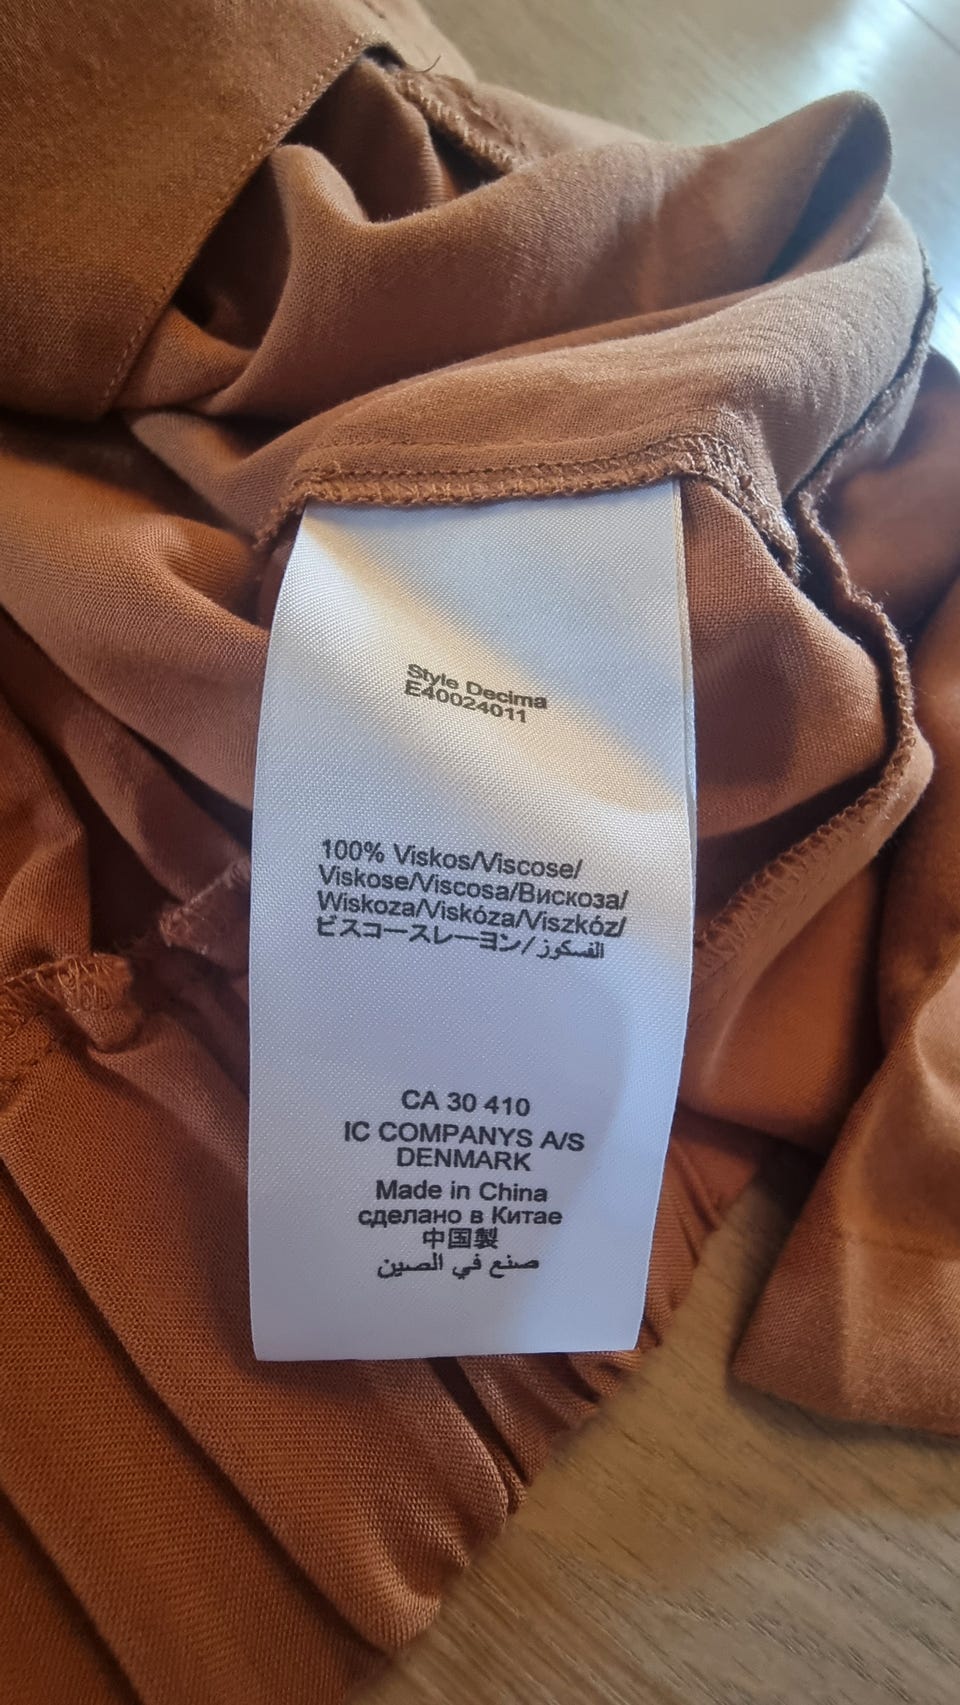 Style Decima
E40024011
100% Viskos/Viscose/
Viskose/Viscosa/Вискоза/
Wiskoza/Viskóza/Viszkóz/
ビスコースレーヨン/الفسكوز
CA 30 410
IC COMPANYS A/S
DENMARK
Made in China
сделано в Китае
中国製
صنع في الصين